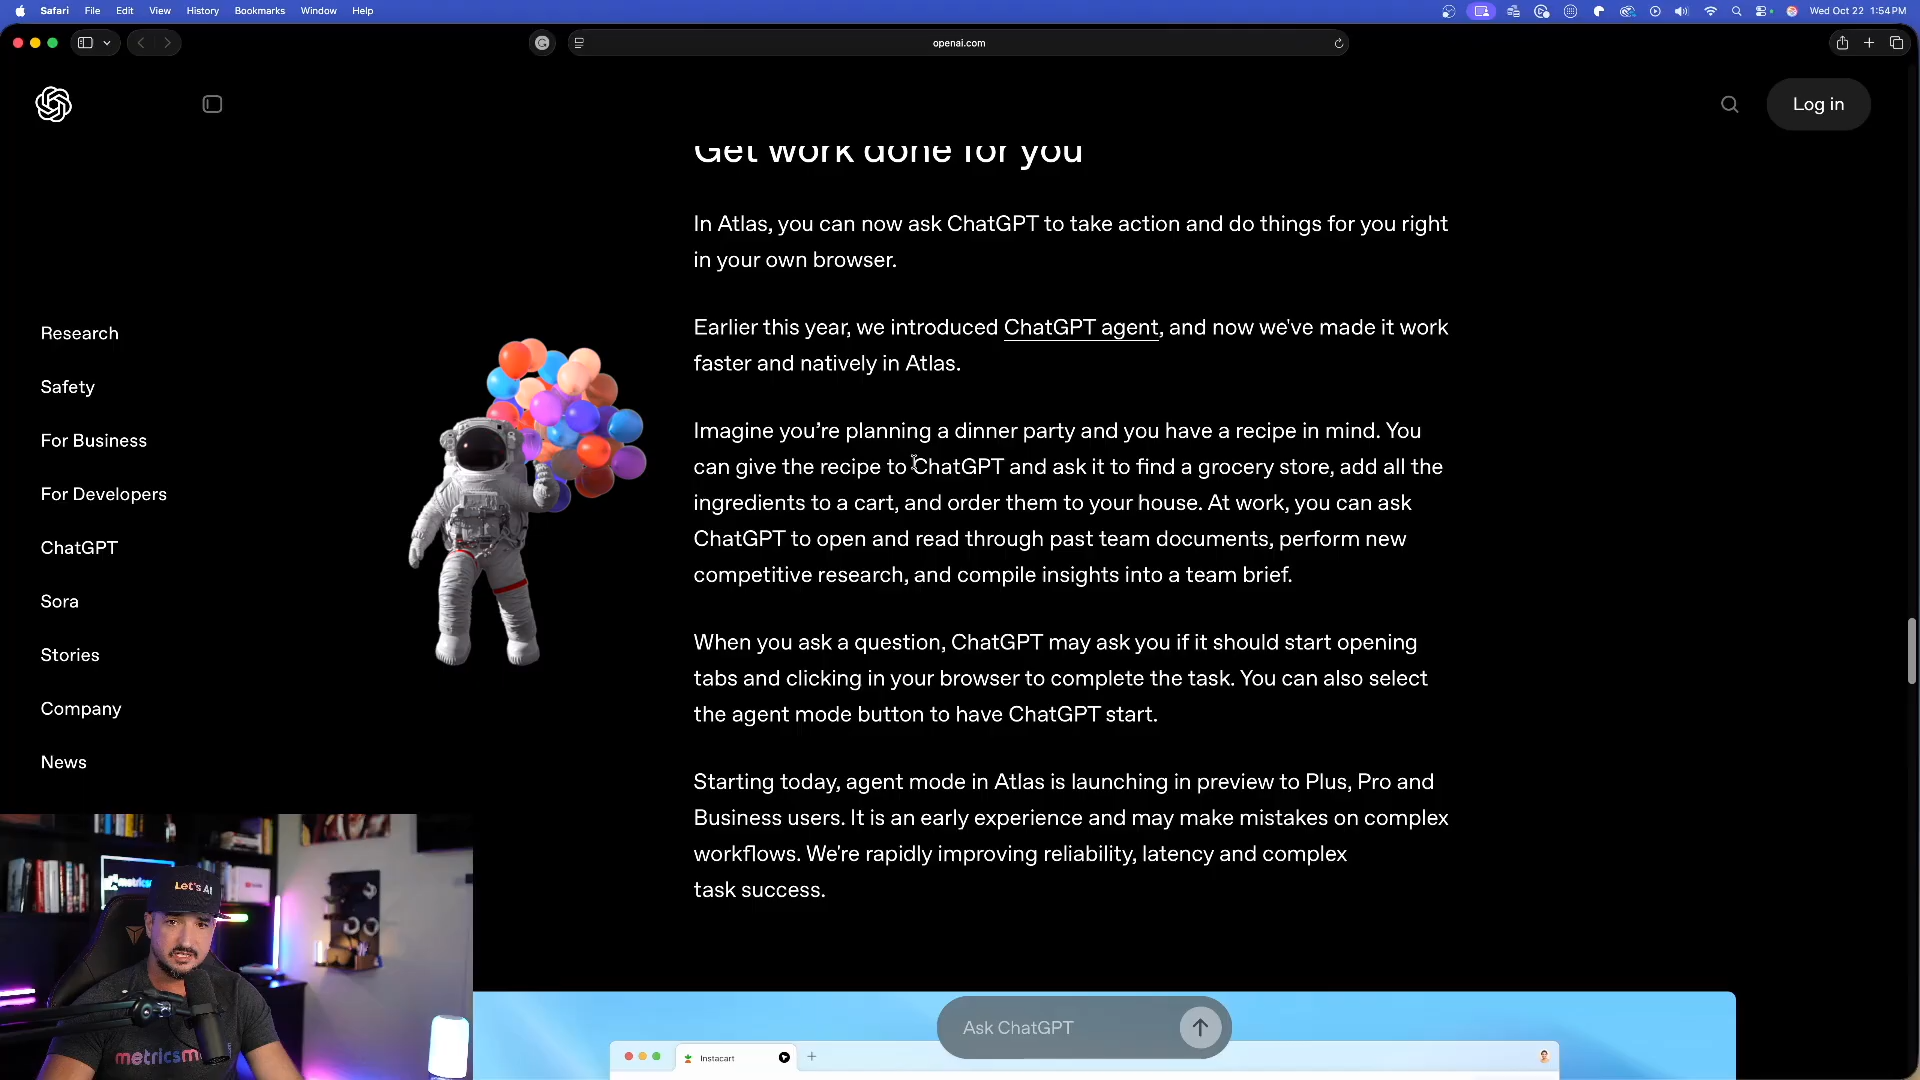 Safari File Edit View History Bookmarks Window Help
Wed Oct 22 1:54 PM
openai.com
Log in
Get work done for you
In Atlas, you can now ask ChatGPT to take action and do things for you right
in your own browser.
Earlier this year, we introduced ChatGPT agent, and now we've made it work
faster and natively in Atlas.
Imagine you’re planning a dinner party and you have a recipe in mind. You
can give the recipe to ChatGPT and ask it to find a grocery store, add all the
ingredients to a cart, and order them to your house. At work, you can ask
ChatGPT to open and read through past team documents, perform new
competitive research, and compile insights into a team brief.
When you ask a question, ChatGPT may ask you if it should start opening
tabs and clicking in your browser to complete the task. You can also select
the agent mode button to have ChatGPT start.
Starting today, agent mode in Atlas is launching in preview to Plus, Pro and
Business users. It is an early experience and may make mistakes on complex
workflows. We're rapidly improving reliability, latency and complex
task success.
Research
Safety
For Business
For Developers
ChatGPT
Sora
Stories
Company
News
Let's AI
Ask ChatGPT
Instacart